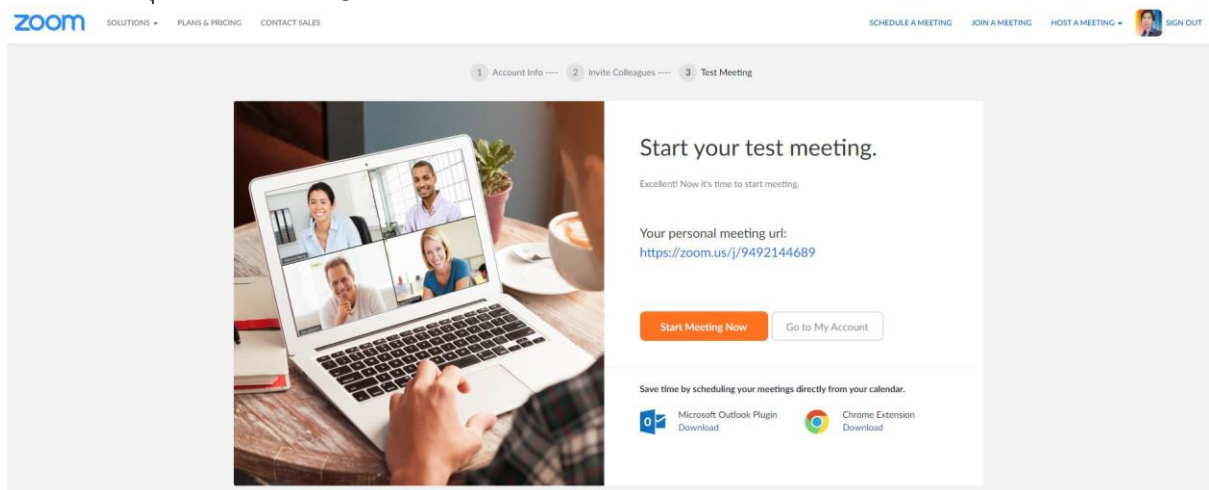 zoom
SOLUTIONS PLANS & PRICING CONTACT SALES SCHEDULE A MEETING JOIN A MEETING HOST A MEETING SIGN OUT
1 Account Info ---- 2 Invite Colleagues ---- 3 Test Meeting
Start your test meeting.
Excellent! Now it's time to start meeting.
Your personal meeting url:
https://zoom.us/j/9492144689
Start Meeting Now Go to My Account
Save time by scheduling your meetings directly from your calendar.
Microsoft Outlook Plugin Chrome Extension
Download Download